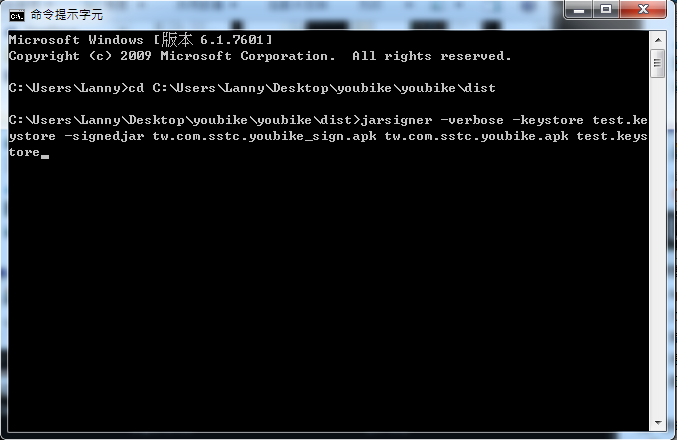 命令提示字元
Microsoft Windows [版本 6.1.7601]
Copyright (c) 2009 Microsoft Corporation.  All rights reserved.
C:\Users\Lanny>cd C:\Users\Lanny\Desktop\youbike\youbike\dist
C:\Users\Lanny\Desktop\youbike\youbike\dist>jarsigner -verbose -keystore test.ke
ystore -signedjar tw.com.sstc.youbike_sign.apk tw.com.sstc.youbike.apk test.keys
tore